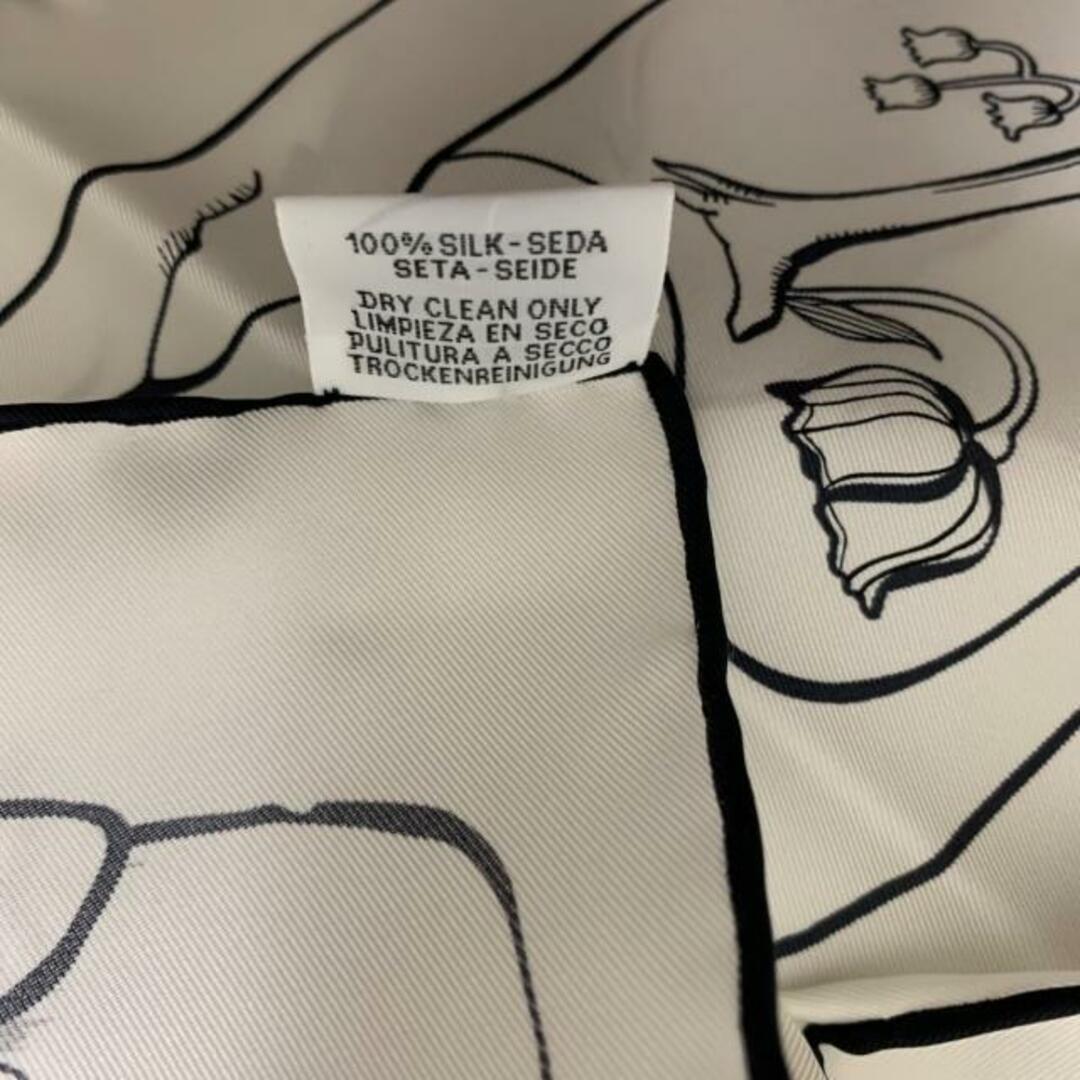 100% SILK - SEDA
SETA - SEIDE
DRY CLEAN ONLY
LIMPIEZA EN SECO
PULITURA A SECCO
TROCKENREINIGUNG